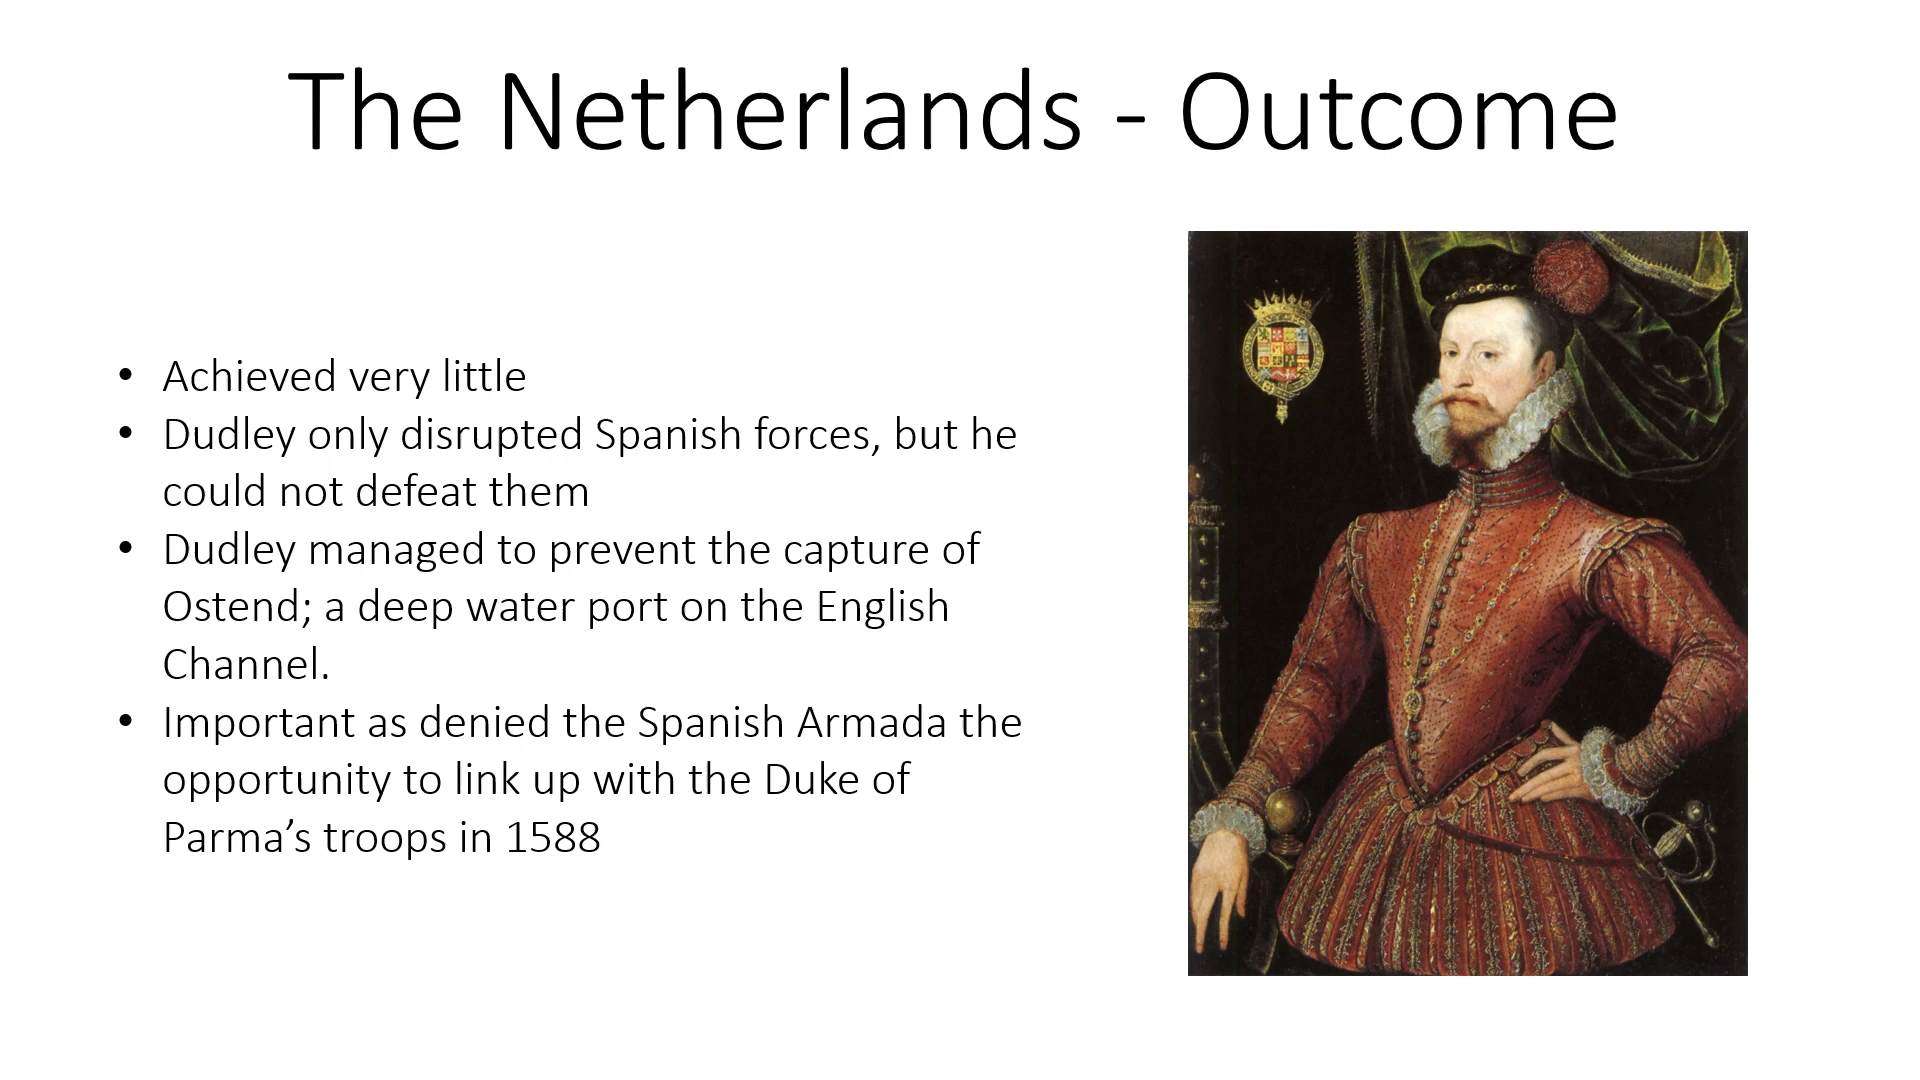 The Netherlands - Outcome
• Achieved very little
• Dudley only disrupted Spanish forces, but he
could not defeat them
• Dudley managed to prevent the capture of
Ostend; a deep water port on the English
Channel.
• Important as denied the Spanish Armada the
opportunity to link up with the Duke of
Parma’s troops in 1588